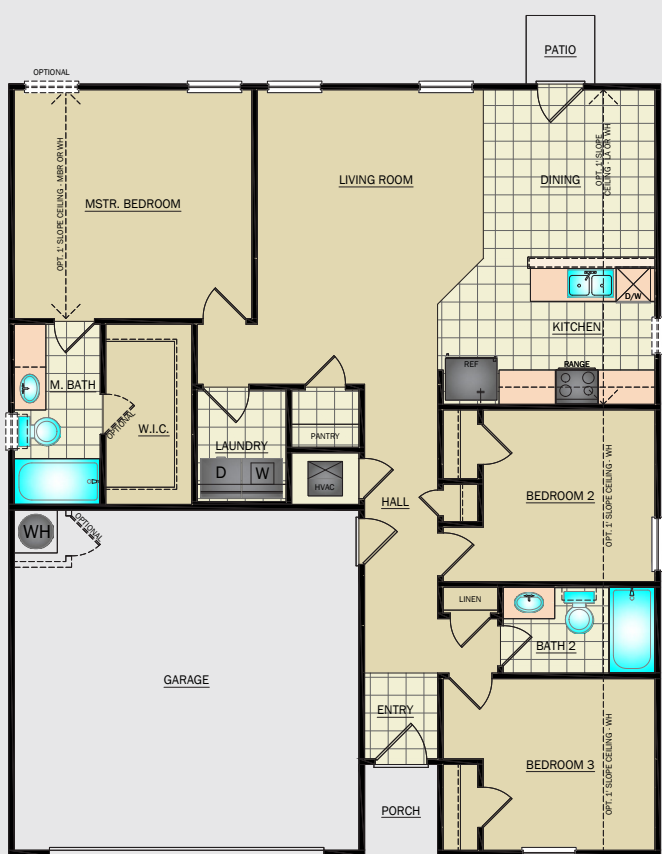 PATIO
OPTIONAL
OPT. 1' SLOPE CEILING - MBR OR WH
MSTR. BEDROOM
LIVING ROOM
DINING
OPT. 1' SLOPE
CEILING - LA OR WH
D/W
KITCHEN
M. BATH
OPTIONAL
W.I.C.
REF
RANGE
PANTRY
LAUNDRY
D
W
HVAC
HALL
BEDROOM 2
OPT. 1' SLOPE CEILING - WH
WH
OPTIONAL
LINEN
BATH 2
GARAGE
ENTRY
BEDROOM 3
OPT. 1' SLOPE CEILING - WH
PORCH